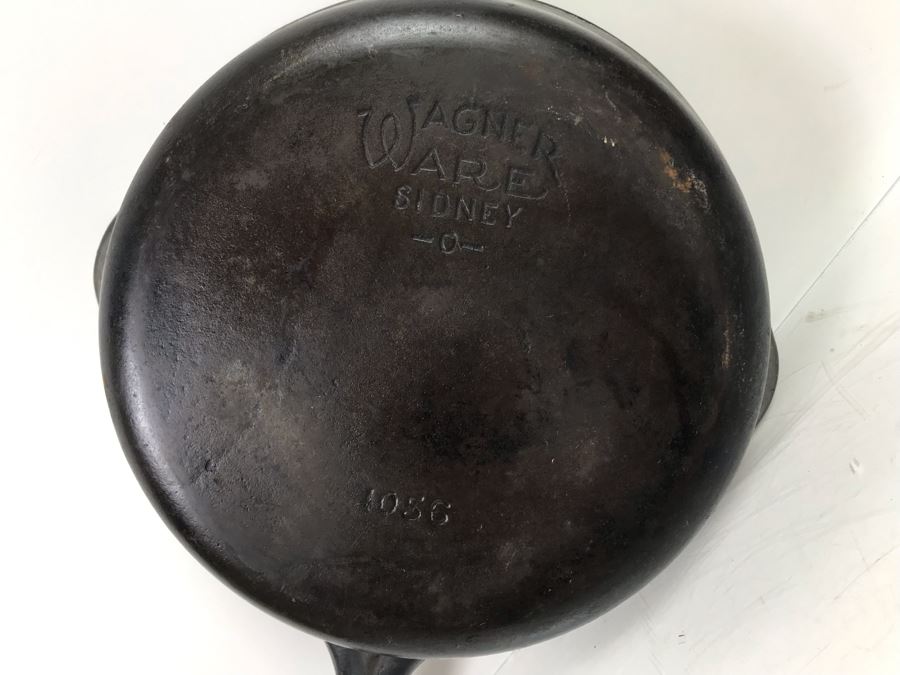 WAGNER
WARE
SIDNEY
-O-
1056